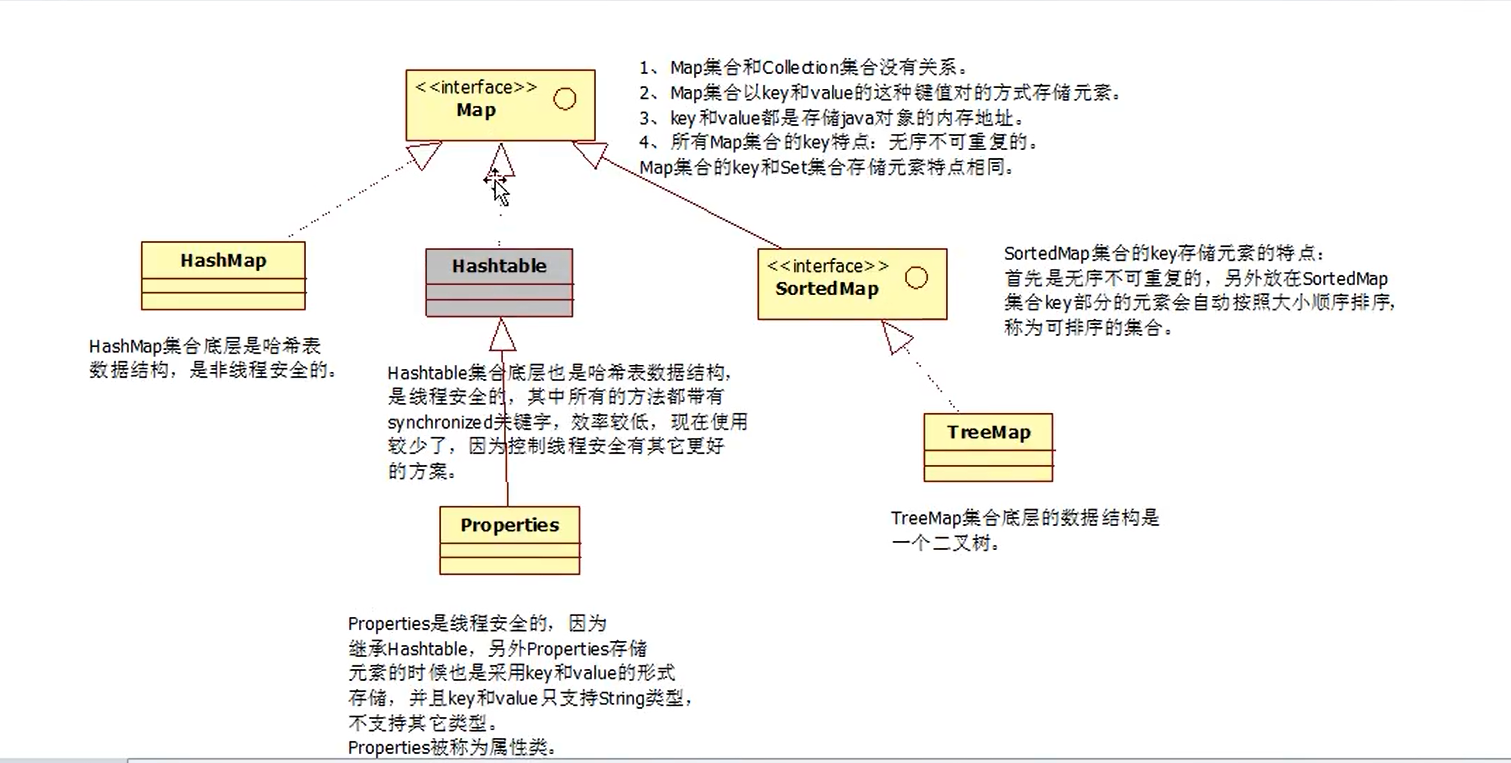 <<interface>>
Map
1、Map集合和Collection集合没有关系。
2、Map集合以key和value的这种键值对的方式存储元素。
3、key和value都是存储java对象的内存地址。
4、所有Map集合的key特点：无序不可重复的。
Map集合的key和Set集合存储元素特点相同。
HashMap
HashMap集合底层是哈希表
数据结构，是非线程安全的。
Hashtable
Hashtable集合底层也是哈希表数据结构，
是线程安全的，其中所有的方法都带有
synchronized关键字，效率较低，现在使用
较少了，因为控制线程安全有其它更好
的方案。
<<interface>>
SortedMap
SortedMap集合的key存储元素的特点：
首先是无序不可重复的，另外放在SortedMap
集合key部分的元素会自动按照大小顺序排序，
称为可排序的集合。
TreeMap
TreeMap集合底层的数据结构是
一个二叉树。
Properties
Properties是线程安全的，因为
继承Hashtable，另外Properties存储
元素的时候也是采用key和value的形式
存储，并且key和value只支持String类型，
不支持其它类型。
Properties被称为属性类。